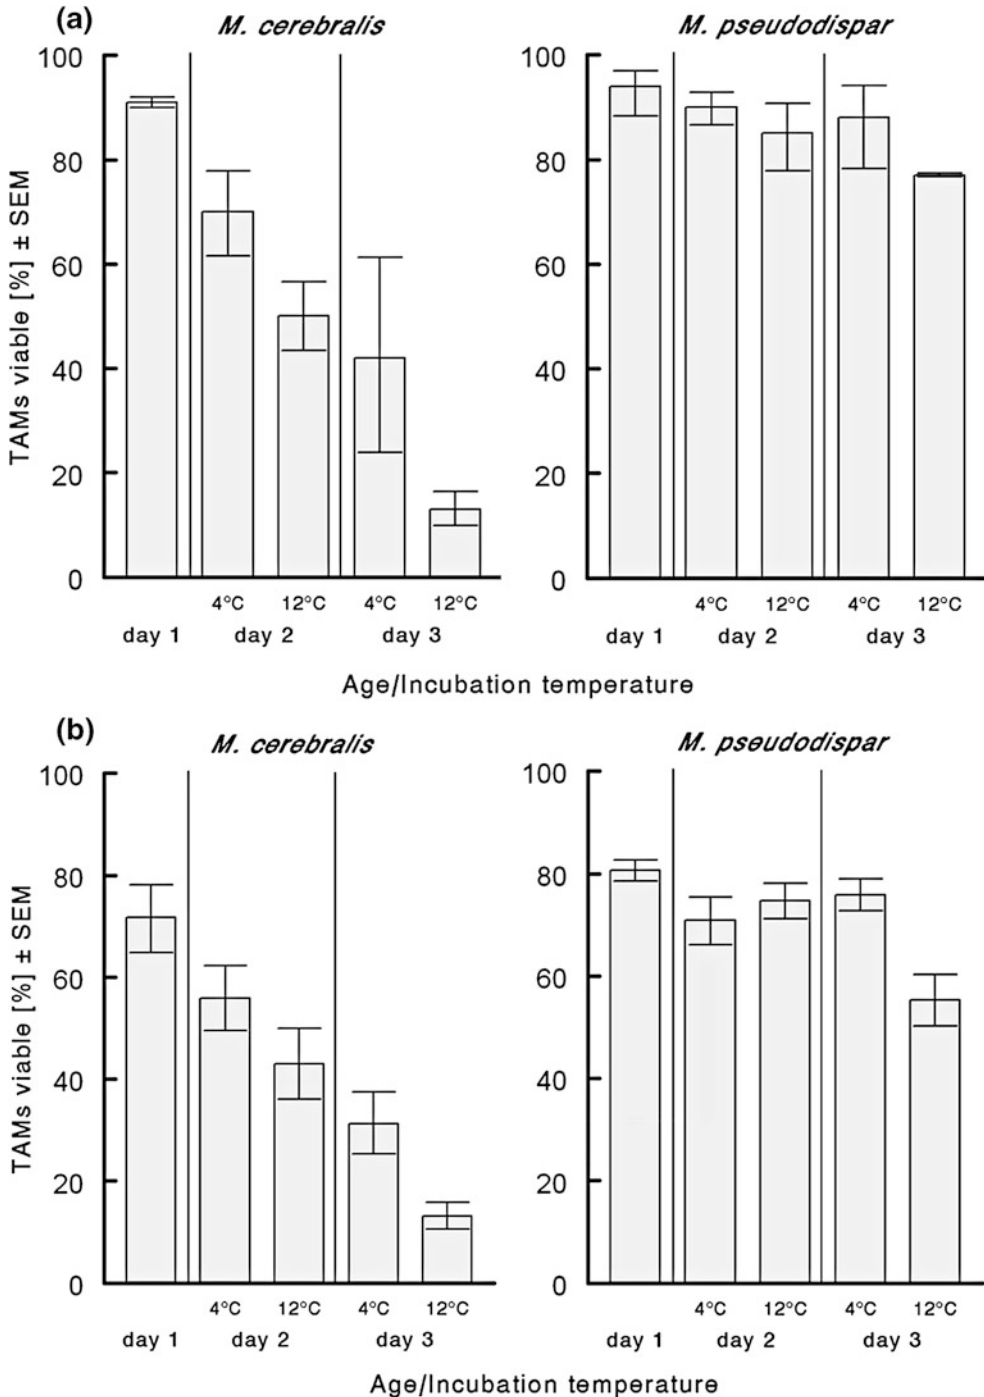 (a)
M. cerebralis
M. pseudodispar
TAMs viable [%] ± SEM
100
80
60
40
20
0
100
80
60
40
20
0
4°C 12°C 4°C 12°C
day 1 day 2 day 3
4°C 12°C 4°C 12°C
day 1 day 2 day 3
Age/Incubation temperature
(b)
M. cerebralis
M. pseudodispar
TAMs viable [%] ± SEM
100
80
60
40
20
0
100
80
60
40
20
0
4°C 12°C 4°C 12°C
day 1 day 2 day 3
4°C 12°C 4°C 12°C
day 1 day 2 day 3
Age/Incubation temperature